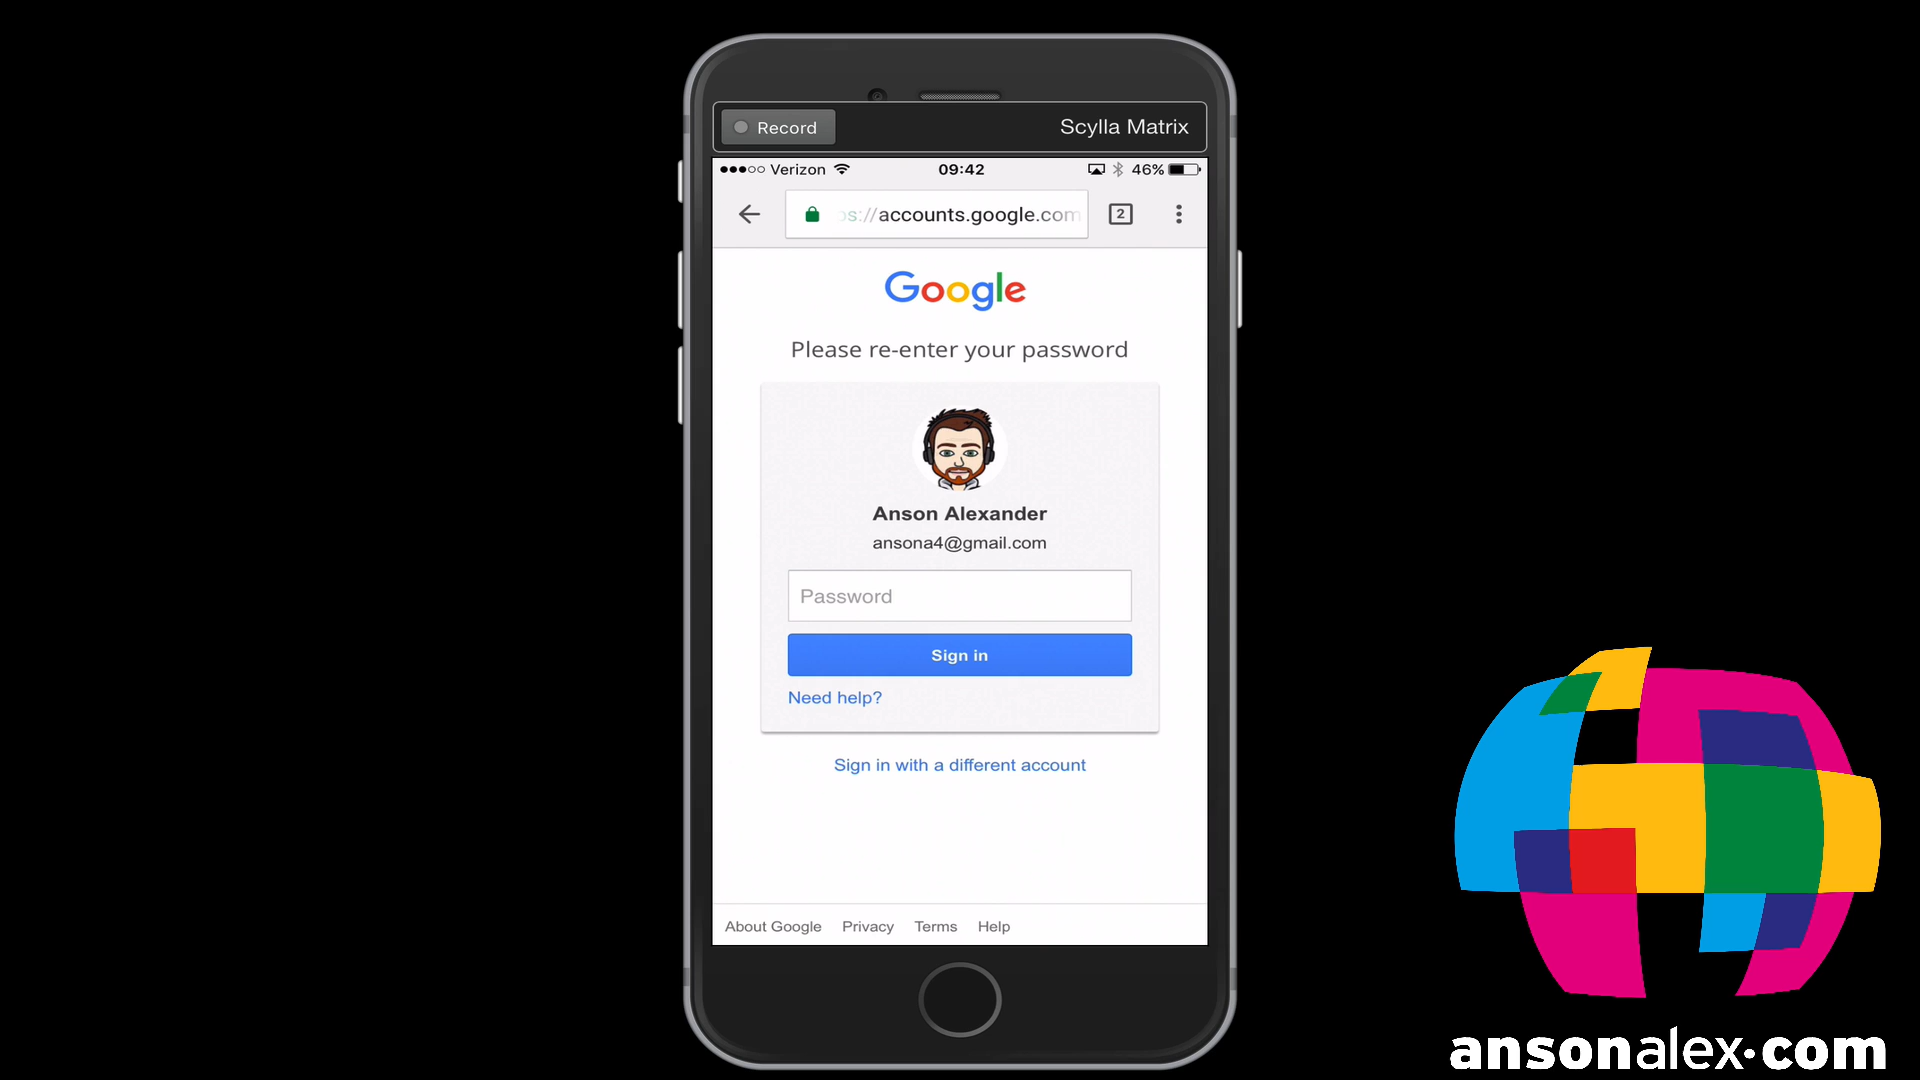 Record
Scylla Matrix
Verizon 09:42 46%
ps://accounts.google.com
2
Google
Please re-enter your password
Anson Alexander
ansona4@gmail.com
Password
Sign in
Need help?
Sign in with a different account
About Google Privacy Terms Help
ansonalex.com